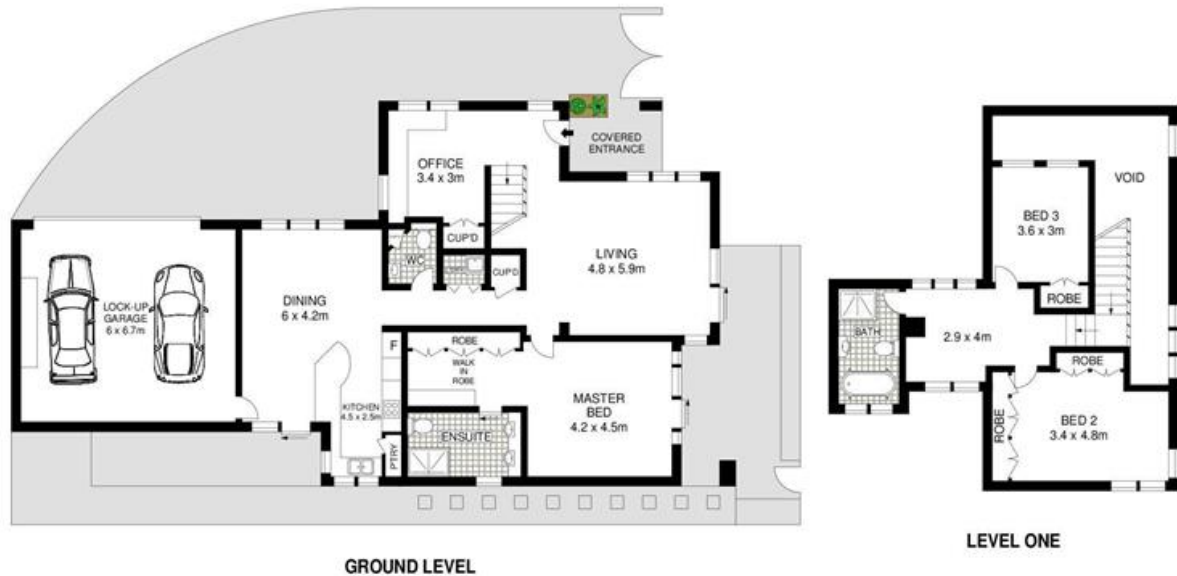 COVERED
ENTRANCE
OFFICE
3.4 x 3m
CUP'D
WC
CUP'D
LIVING
4.8 x 5.9m
DINING
6 x 4.2m
LOCK-UP
GARAGE
6 x 6.7m
F
KITCHEN
4.5 x 2.5m
PTRY
ROBE
WALK
IN
ROBE
ENSUITE
MASTER
BED
4.2 x 4.5m
GROUND LEVEL
VOID
BED 3
3.6 x 3m
ROBE
BATH
2.9 x 4m
ROBE
ROBE
BED 2
3.4 x 4.8m
LEVEL ONE